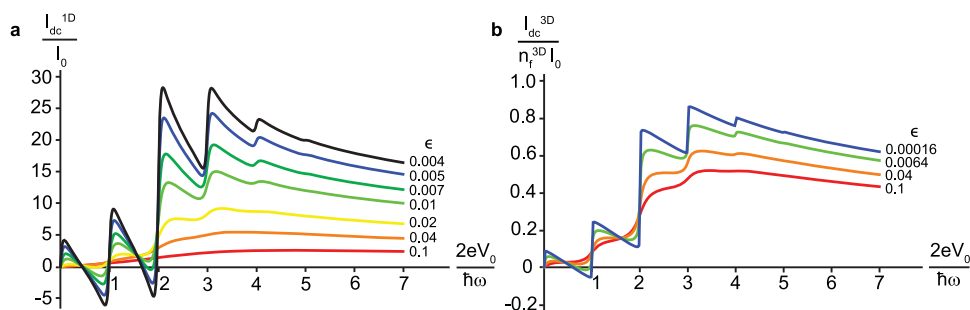 a
I_dc^1D
I_0
30
25
20
15
10
5
0
-5
1 2 3 4 5 6 7
ϵ
0.004
0.005
0.007
0.01
0.02
0.04
0.1
2eV_0
ħω
b
I_dc^3D
n_f^3D I_0
1.0
0.8
0.6
0.4
0.2
0
-0.2
1 2 3 4 5 6 7
ϵ
0.00016
0.0064
0.04
0.1
2eV_0
ħω